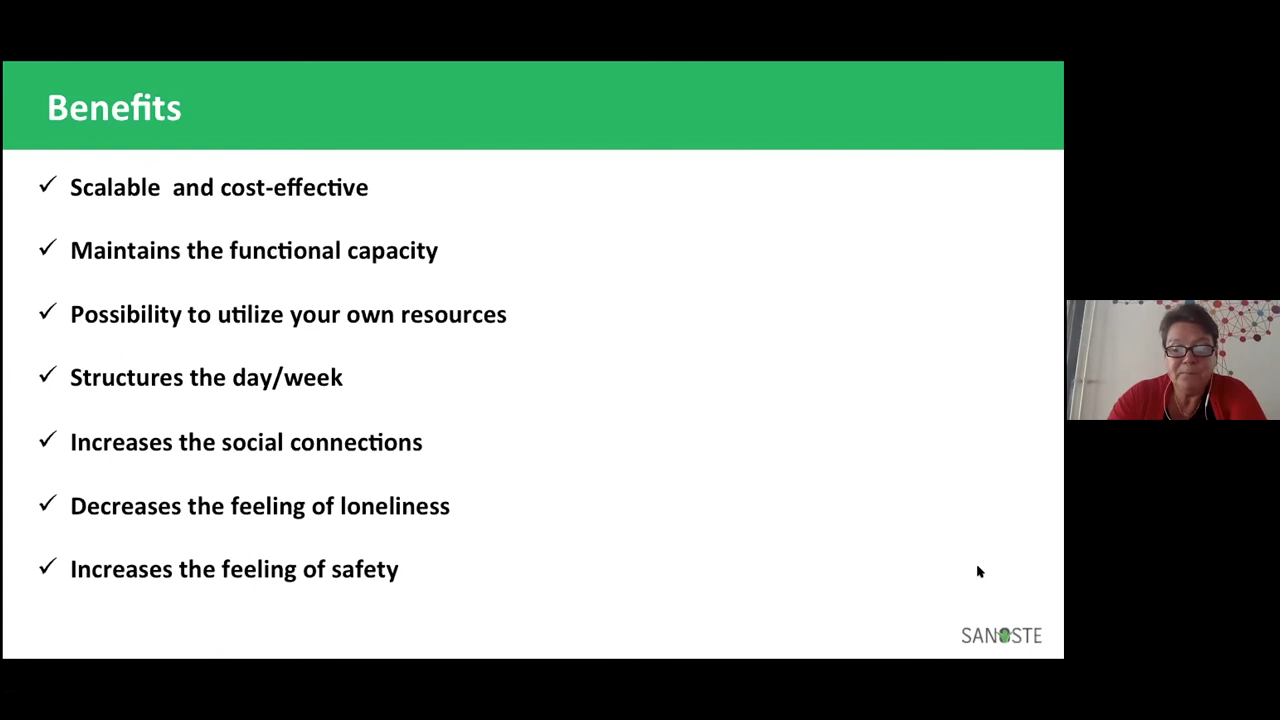 Benefits
✓ Scalable and cost-effective
✓ Maintains the functional capacity
✓ Possibility to utilize your own resources
✓ Structures the day/week
✓ Increases the social connections
✓ Decreases the feeling of loneliness
✓ Increases the feeling of safety
SANOSTE